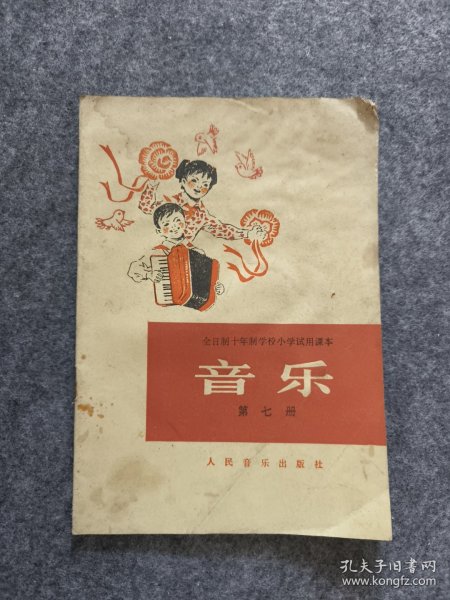 全日制十年制学校小学试用课本
音乐
第七册
人民音乐出版社
孔夫子旧书网
www.kongfz.com